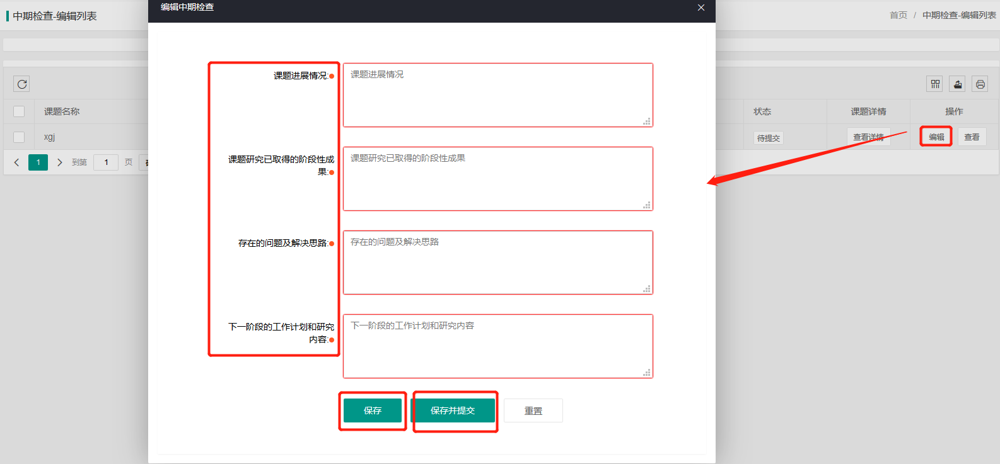 编辑中期检查
中期检查-编辑列表
首页 / 中期检查-编辑列表
课题名称
状态
课题详情
操作
xgj
待提交
查看详情
编辑
查看
1
到第
1
页
课题进展情况:
课题进展情况
课题研究已取得的阶段性成
果:
课题研究已取得的阶段性成果
存在的问题及解决思路:
存在的问题及解决思路
下一阶段的工作计划和研究
内容:
下一阶段的工作计划和研究内容
保存
保存并提交
重置